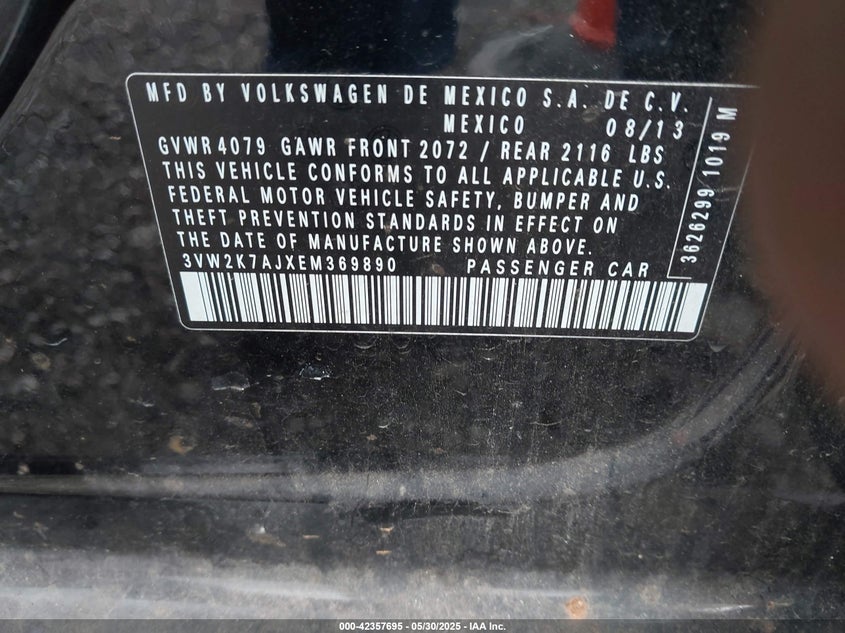 MFD BY VOLKSWAGEN DE MEXICO S.A. DE C.V.
MEXICO 08/13
GVWR 4079 GAWR FRONT 2072 / REAR 2116 LBS
THIS VEHICLE CONFORMS TO ALL APPLICABLE U.S.
FEDERAL MOTOR VEHICLE SAFETY, BUMPER AND
THEFT PREVENTION STANDARDS IN EFFECT ON
THE DATE OF MANUFACTURE SHOWN ABOVE.
3VW2K7AJXEM369890 PASSENGER CAR
3626299 1019 M
000-42357695 - 05/30/2025 - IAA Inc.